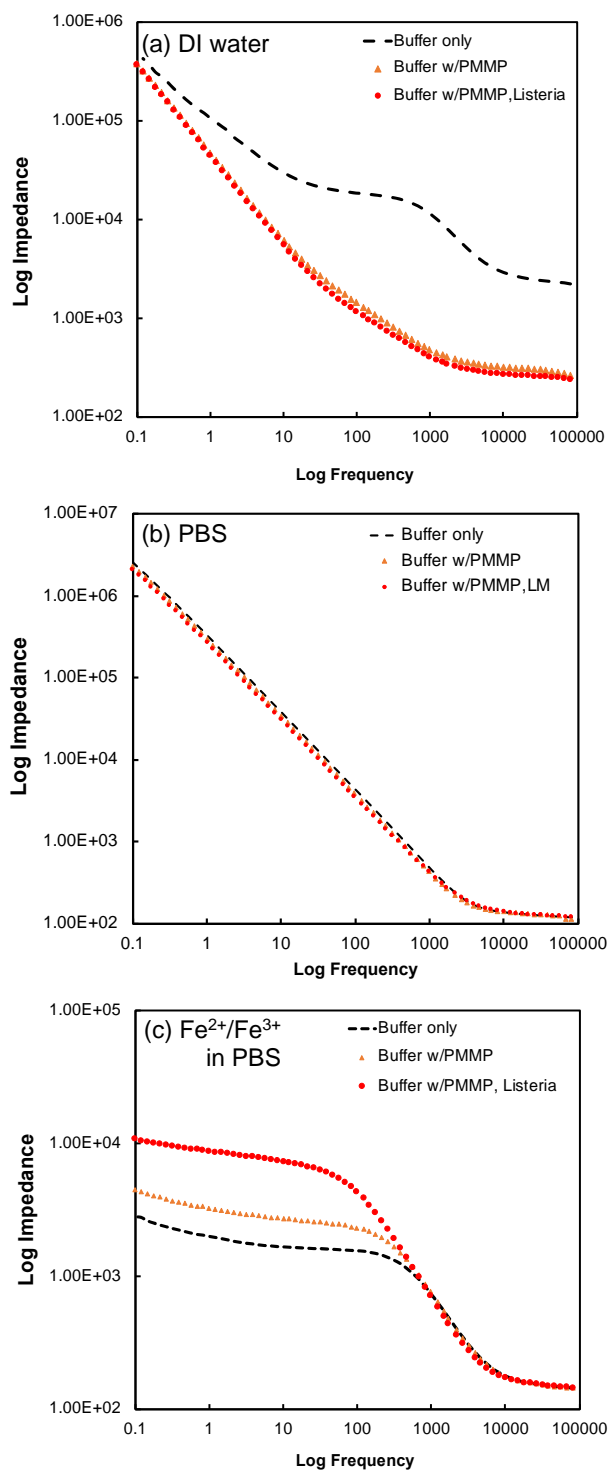 (a) DI water
Buffer only
Buffer w/PMMP
Buffer w/PMMP,Listeria
1.00E+06
1.00E+05
1.00E+04
1.00E+03
1.00E+02
Log Impedance
0.1 1 10 100 1000 10000 100000
Log Frequency
(b) PBS
Buffer only
Buffer w/PMMP
Buffer w/PMMP,LM
1.00E+07
1.00E+06
1.00E+05
1.00E+04
1.00E+03
1.00E+02
Log Impedance
0.1 1 10 100 1000 10000 100000
Log Frequency
(c) Fe²⁺/Fe³⁺
in PBS
Buffer only
Buffer w/PMMP
Buffer w/PMMP, Listeria
1.00E+05
1.00E+04
1.00E+03
1.00E+02
Log Impedance
0.1 1 10 100 1000 10000 100000
Log Frequency